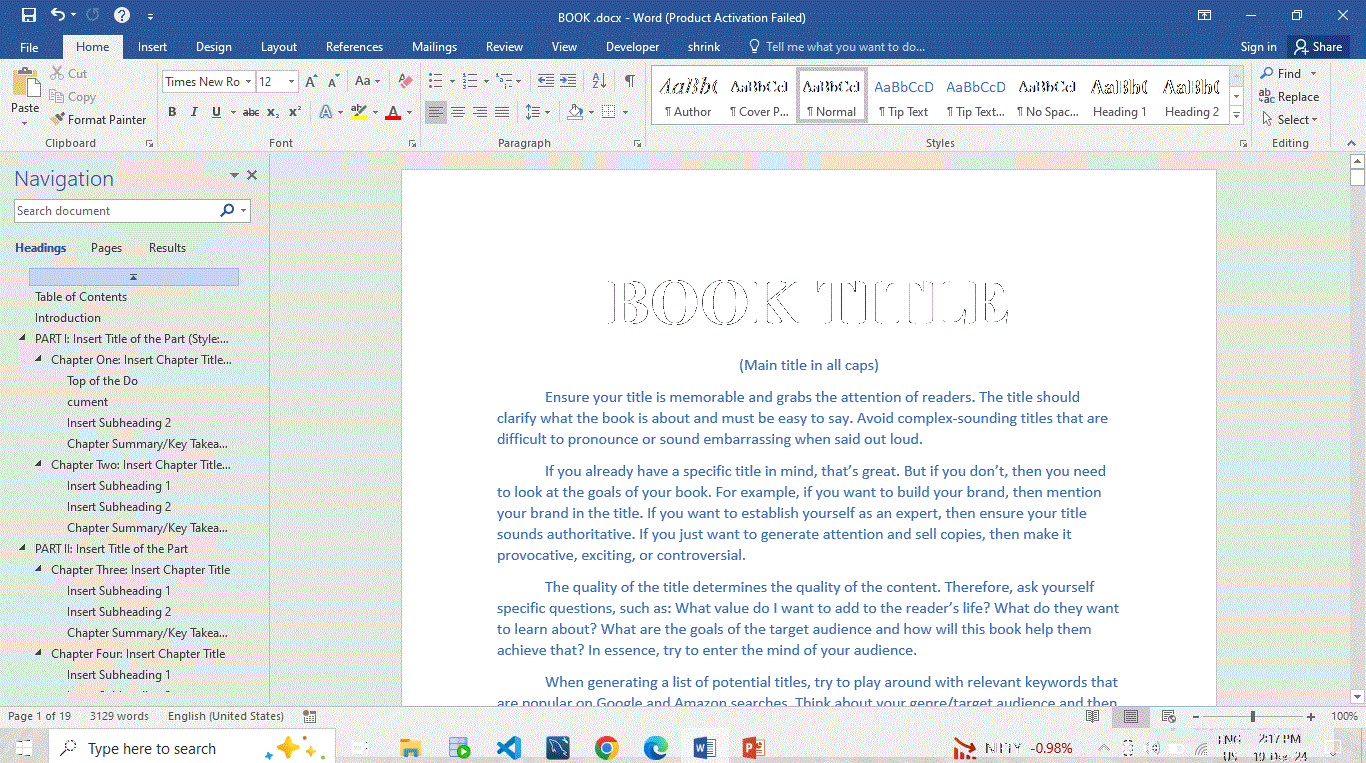 BOOK .docx - Word (Product Activation Failed)
File Home Insert Design Layout References Mailings Review View Developer shrink Tell me what you want to do... Sign in Share
Paste
Cut
Copy
Format Painter
Clipboard
Times New Ro 12
Aa
B I U abc x₂ x²
A
Font
Paragraph
AaBb( AaBbCcI AaBbCcI AaBbCcD AaBbCcD AaBbCcI AaBb( AaBb(
¶ Author ¶ Cover P... ¶ Normal ¶ Tip Text ¶ Tip Text... ¶ No Spac... Heading 1 Heading 2
Styles
Find
Replace
Select
Editing
Navigation
Search document
Headings Pages Results
Table of Contents
Introduction
PART I: Insert Title of the Part (Style:...
Chapter One: Insert Chapter Title...
Top of the Do
cument
Insert Subheading 2
Chapter Summary/Key Takea...
Chapter Two: Insert Chapter Title...
Insert Subheading 1
Insert Subheading 2
Chapter Summary/Key Takea...
PART II: Insert Title of the Part
Chapter Three: Insert Chapter Title
Insert Subheading 1
Insert Subheading 2
Chapter Summary/Key Takea...
Chapter Four: Insert Chapter Title
Insert Subheading 1
BOOK TITLE
(Main title in all caps)
Ensure your title is memorable and grabs the attention of readers. The title should
clarify what the book is about and must be easy to say. Avoid complex-sounding titles that are
difficult to pronounce or sound embarrassing when said out loud.
If you already have a specific title in mind, that’s great. But if you don’t, then you need
to look at the goals of your book. For example, if you want to build your brand, then mention
your brand in the title. If you want to establish yourself as an expert, then ensure your title
sounds authoritative. If you just want to generate attention and sell copies, then make it
provocative, exciting, or controversial.
The quality of the title determines the quality of the content. Therefore, ask yourself
specific questions, such as: What value do I want to add to the reader’s life? What do they want
to learn about? What are the goals of the target audience and how will this book help them
achieve that? In essence, try to enter the mind of your audience.
When generating a list of potential titles, try to play around with relevant keywords that
are popular on Google and Amazon searches. Think about your genre/target audience and then
Page 1 of 19 3129 words English (United States) 100%
Type here to search
NIFTY -0.98%
ENG
US
2:17 PM